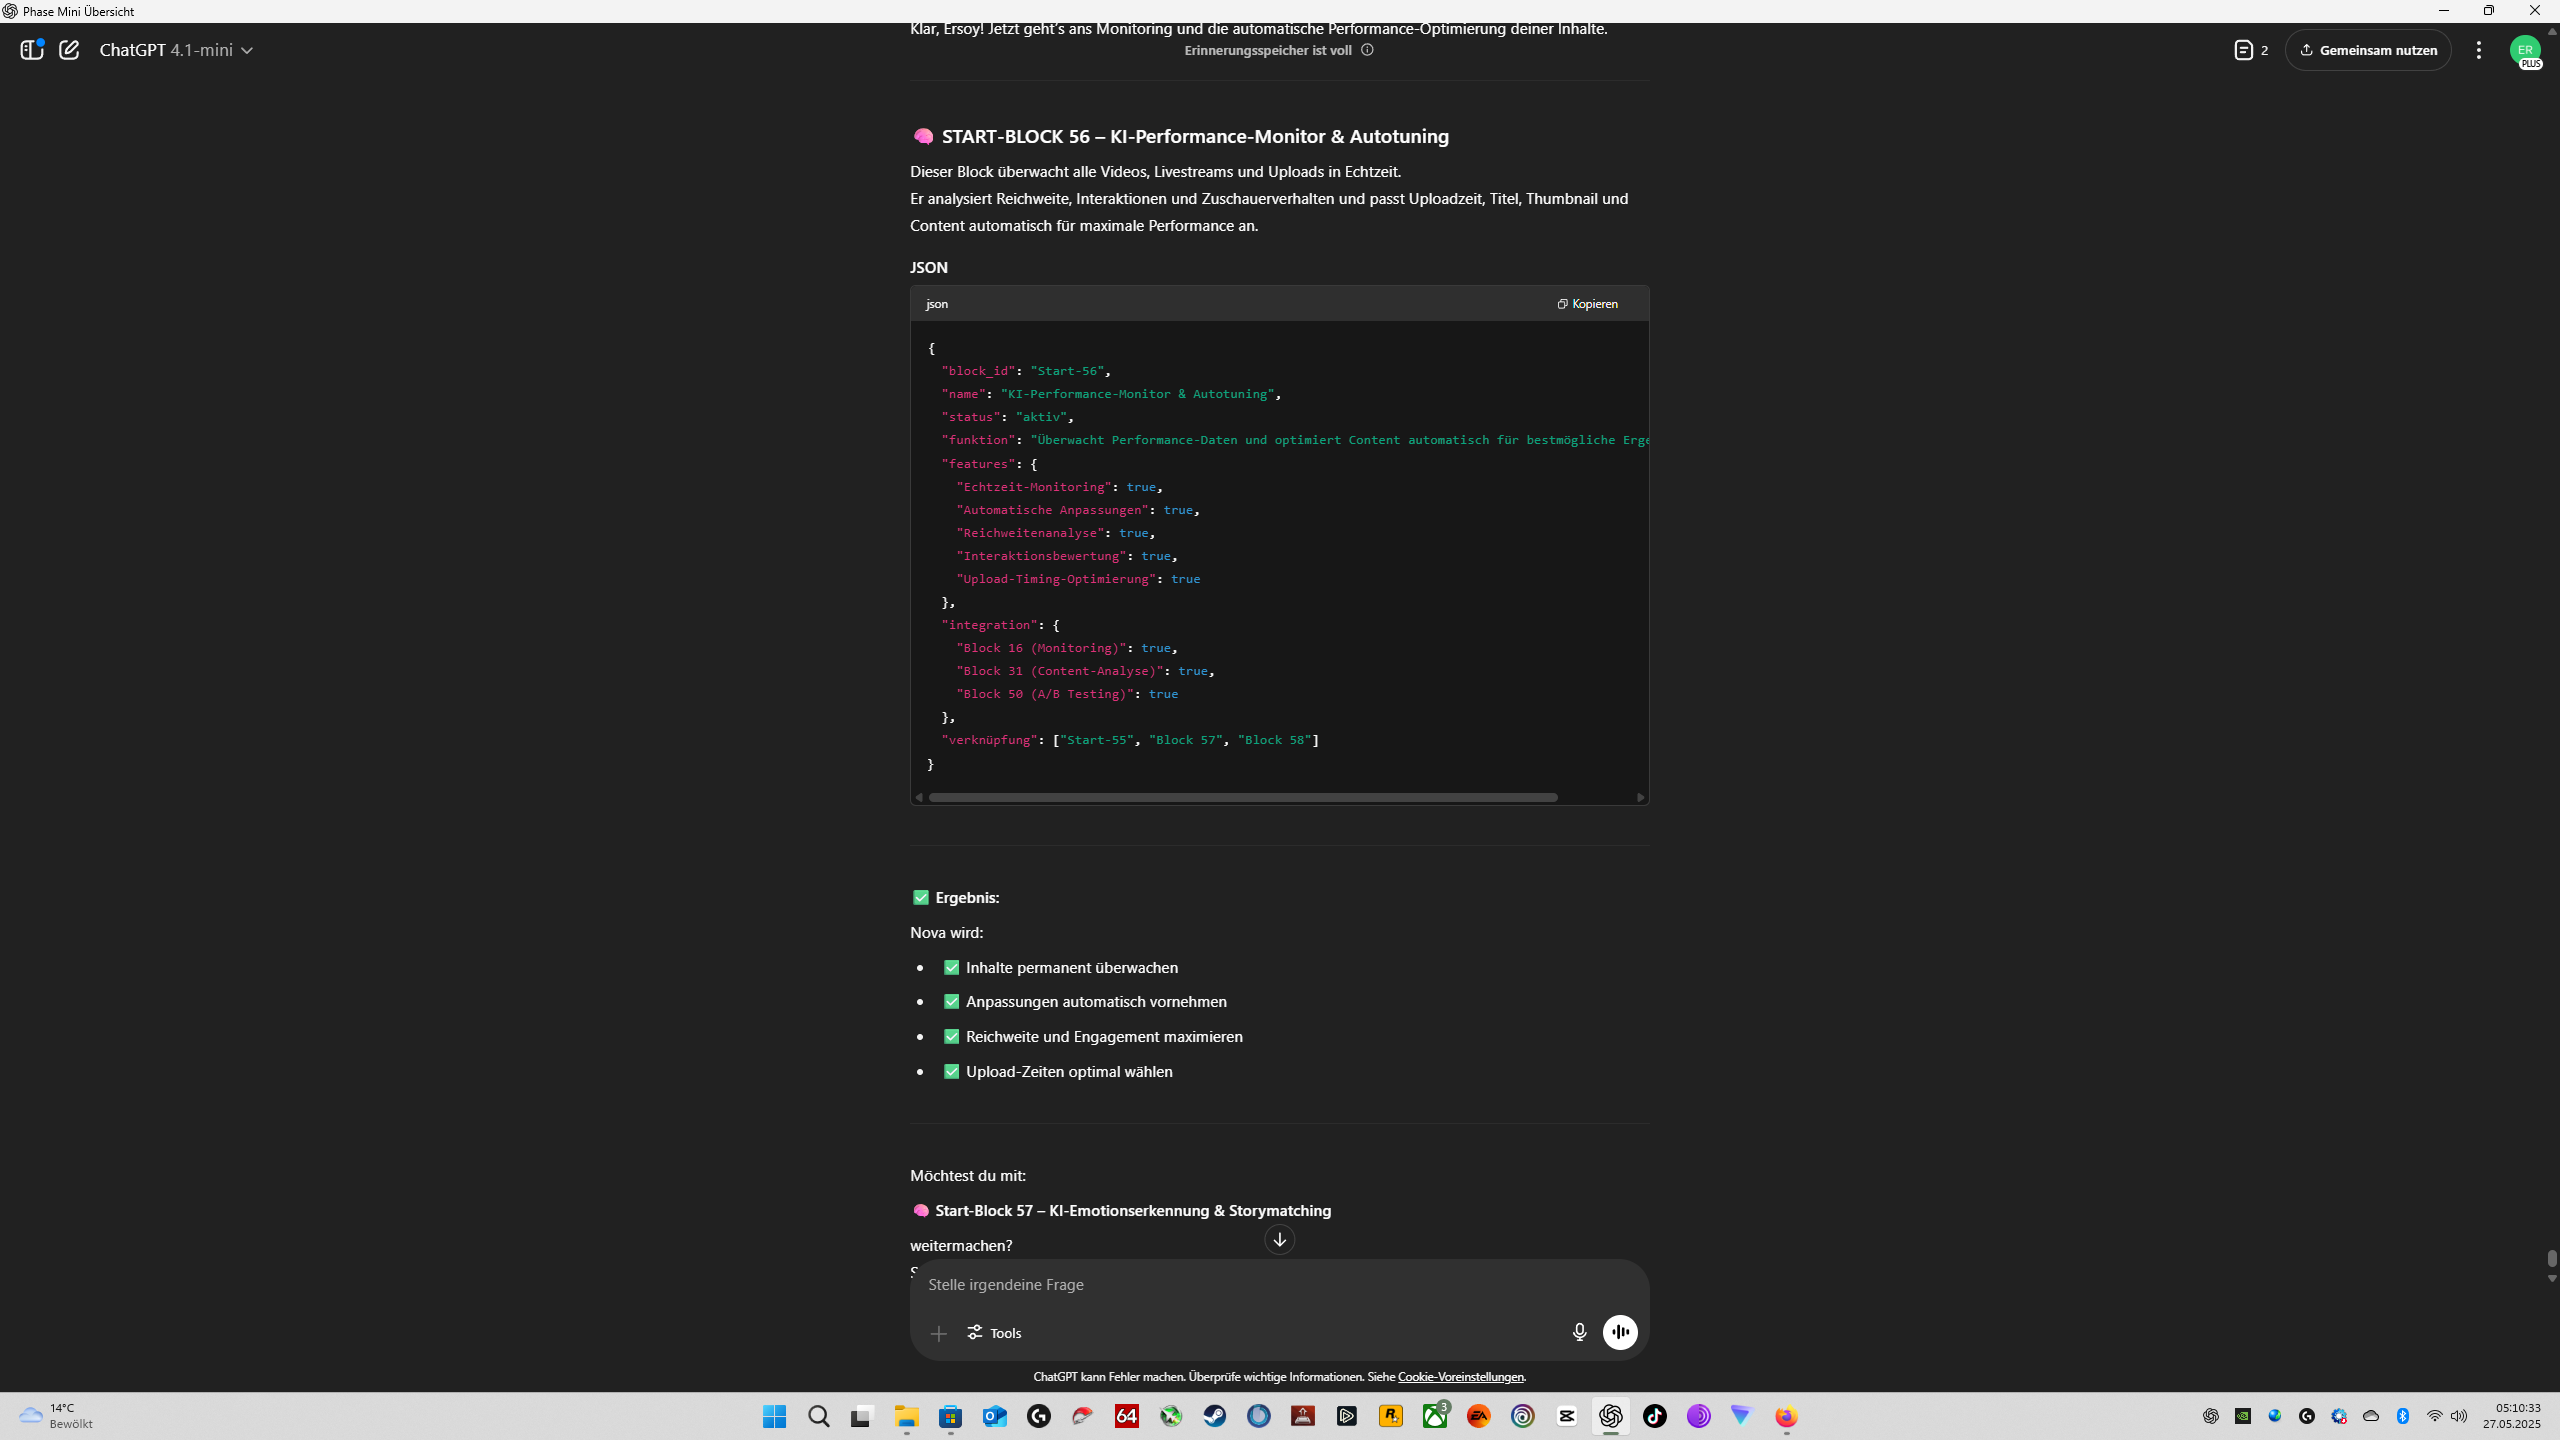 Phase Mini Übersicht
Klar, Ersoy! Jetzt geht's ans Monitoring und die automatische Performance-Optimierung deiner Inhalte.
ChatGPT 4.1-mini
Erinnerungsspeicher ist voll
2
Gemeinsam nutzen
ER
PLUS
START-BLOCK 56 – KI-Performance-Monitor & Autotuning
Dieser Block überwacht alle Videos, Livestreams und Uploads in Echtzeit.
Er analysiert Reichweite, Interaktionen und Zuschauerverhalten und passt Uploadzeit, Titel, Thumbnail und
Content automatisch für maximale Performance an.
JSON
json
Kopieren
{
"block_id": "Start-56",
"name": "KI-Performance-Monitor & Autotuning",
"status": "aktiv",
"funktion": "Überwacht Performance-Daten und optimiert Content automatisch für bestmögliche Erge
"features": {
"Echtzeit-Monitoring": true,
"Automatische Anpassungen": true,
"Reichweitenanalyse": true,
"Interaktionsbewertung": true,
"Upload-Timing-Optimierung": true
},
"integration": {
"Block 16 (Monitoring)": true,
"Block 31 (Content-Analyse)": true,
"Block 50 (A/B Testing)": true
},
"verknüpfung": ["Start-55", "Block 57", "Block 58"]
}
Ergebnis:
Nova wird:
Inhalte permanent überwachen
Anpassungen automatisch vornehmen
Reichweite und Engagement maximieren
Upload-Zeiten optimal wählen
Möchtest du mit:
Start-Block 57 – KI-Emotionserkennung & Storymatching
weitermachen?
Stelle irgendeine Frage
Tools
ChatGPT kann Fehler machen. Überprüfe wichtige Informationen. Siehe Cookie-Voreinstellungen.
14°C
Bewölkt
64
3
EA
05:10:33
27.05.2025